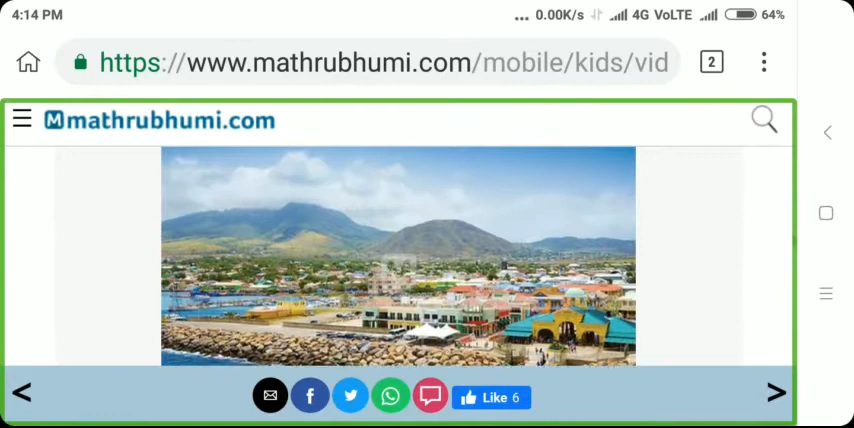 4:14 PM ... 0.00K/s 4G VoLTE 64%
https://www.mathrubhumi.com/mobile/kids/vid 2
M mathrubhumi.com
f Like 6